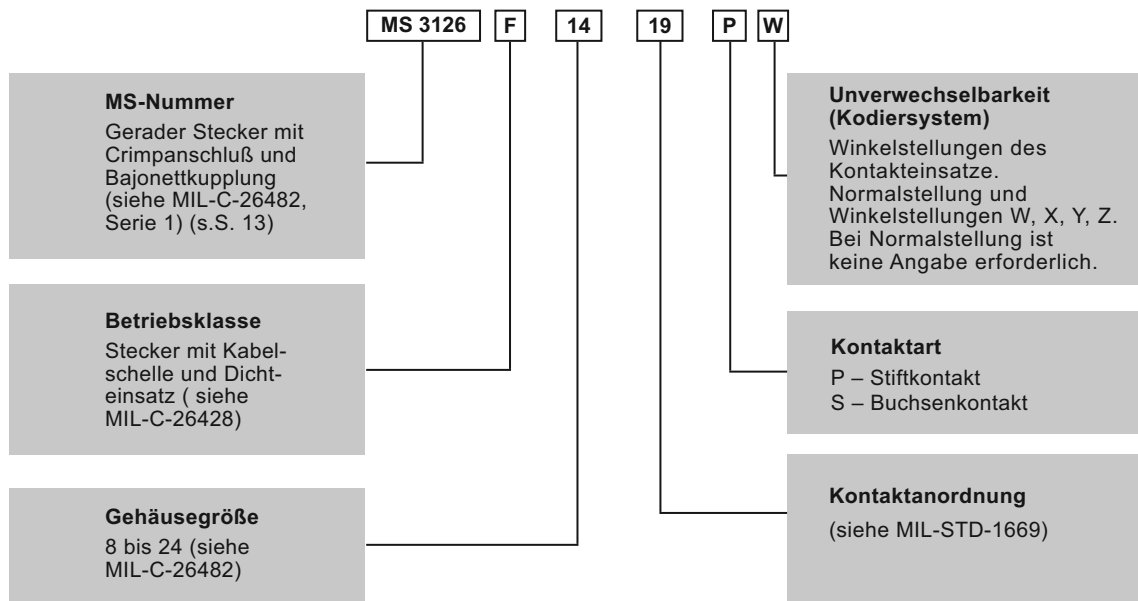 MS 3126 F 14 19 P W
MS-Nummer
Gerader Stecker mit
Crimpanschluß und
Bajonettkupplung
(siehe MIL-C-26482,
Serie 1) (s.S. 13)
Betriebsklasse
Stecker mit Kabel-
schelle und Dicht-
einsatz ( siehe
MIL-C-26428)
Gehäusegröße
8 bis 24 (siehe
MIL-C-26482)
Unverwechselbarkeit
(Kodiersystem)
Winkelstellungen des
Kontakteinsatze.
Normalstellung und
Winkelstellungen W, X, Y, Z.
Bei Normalstellung ist
keine Angabe erforderlich.
Kontaktart
P – Stiftkontakt
S – Buchsenkontakt
Kontaktanordnung
(siehe MIL-STD-1669)